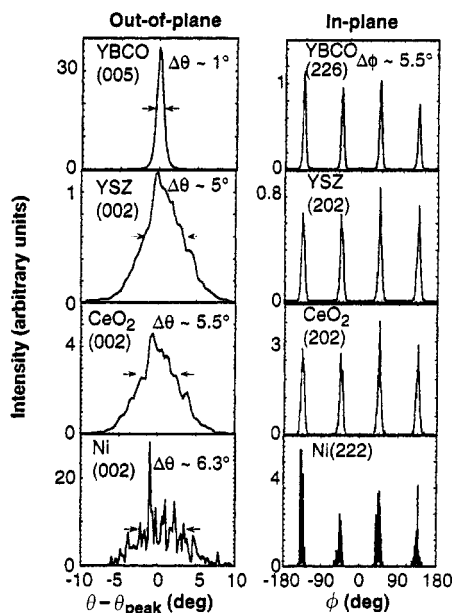 Out-of-plane
In-plane
Intensity (arbitrary units)
YBCO
(005)
Δθ ~ 1°
30
0
YSZ
(002)
Δθ ~ 5°
1
0
CeO₂
(002)
Δθ ~ 5.5°
4
2
0
Ni
(002)
Δθ ~ 6.3°
20
0
-10 -5 0 5 10
θ – θpeak (deg)
YBCO
(226)
Δϕ ~ 5.5°
1
0
YSZ
(202)
0.8
0
CeO₂
(202)
3
0
Ni(222)
4
0
-180 -90 0 90 180
ϕ (deg)